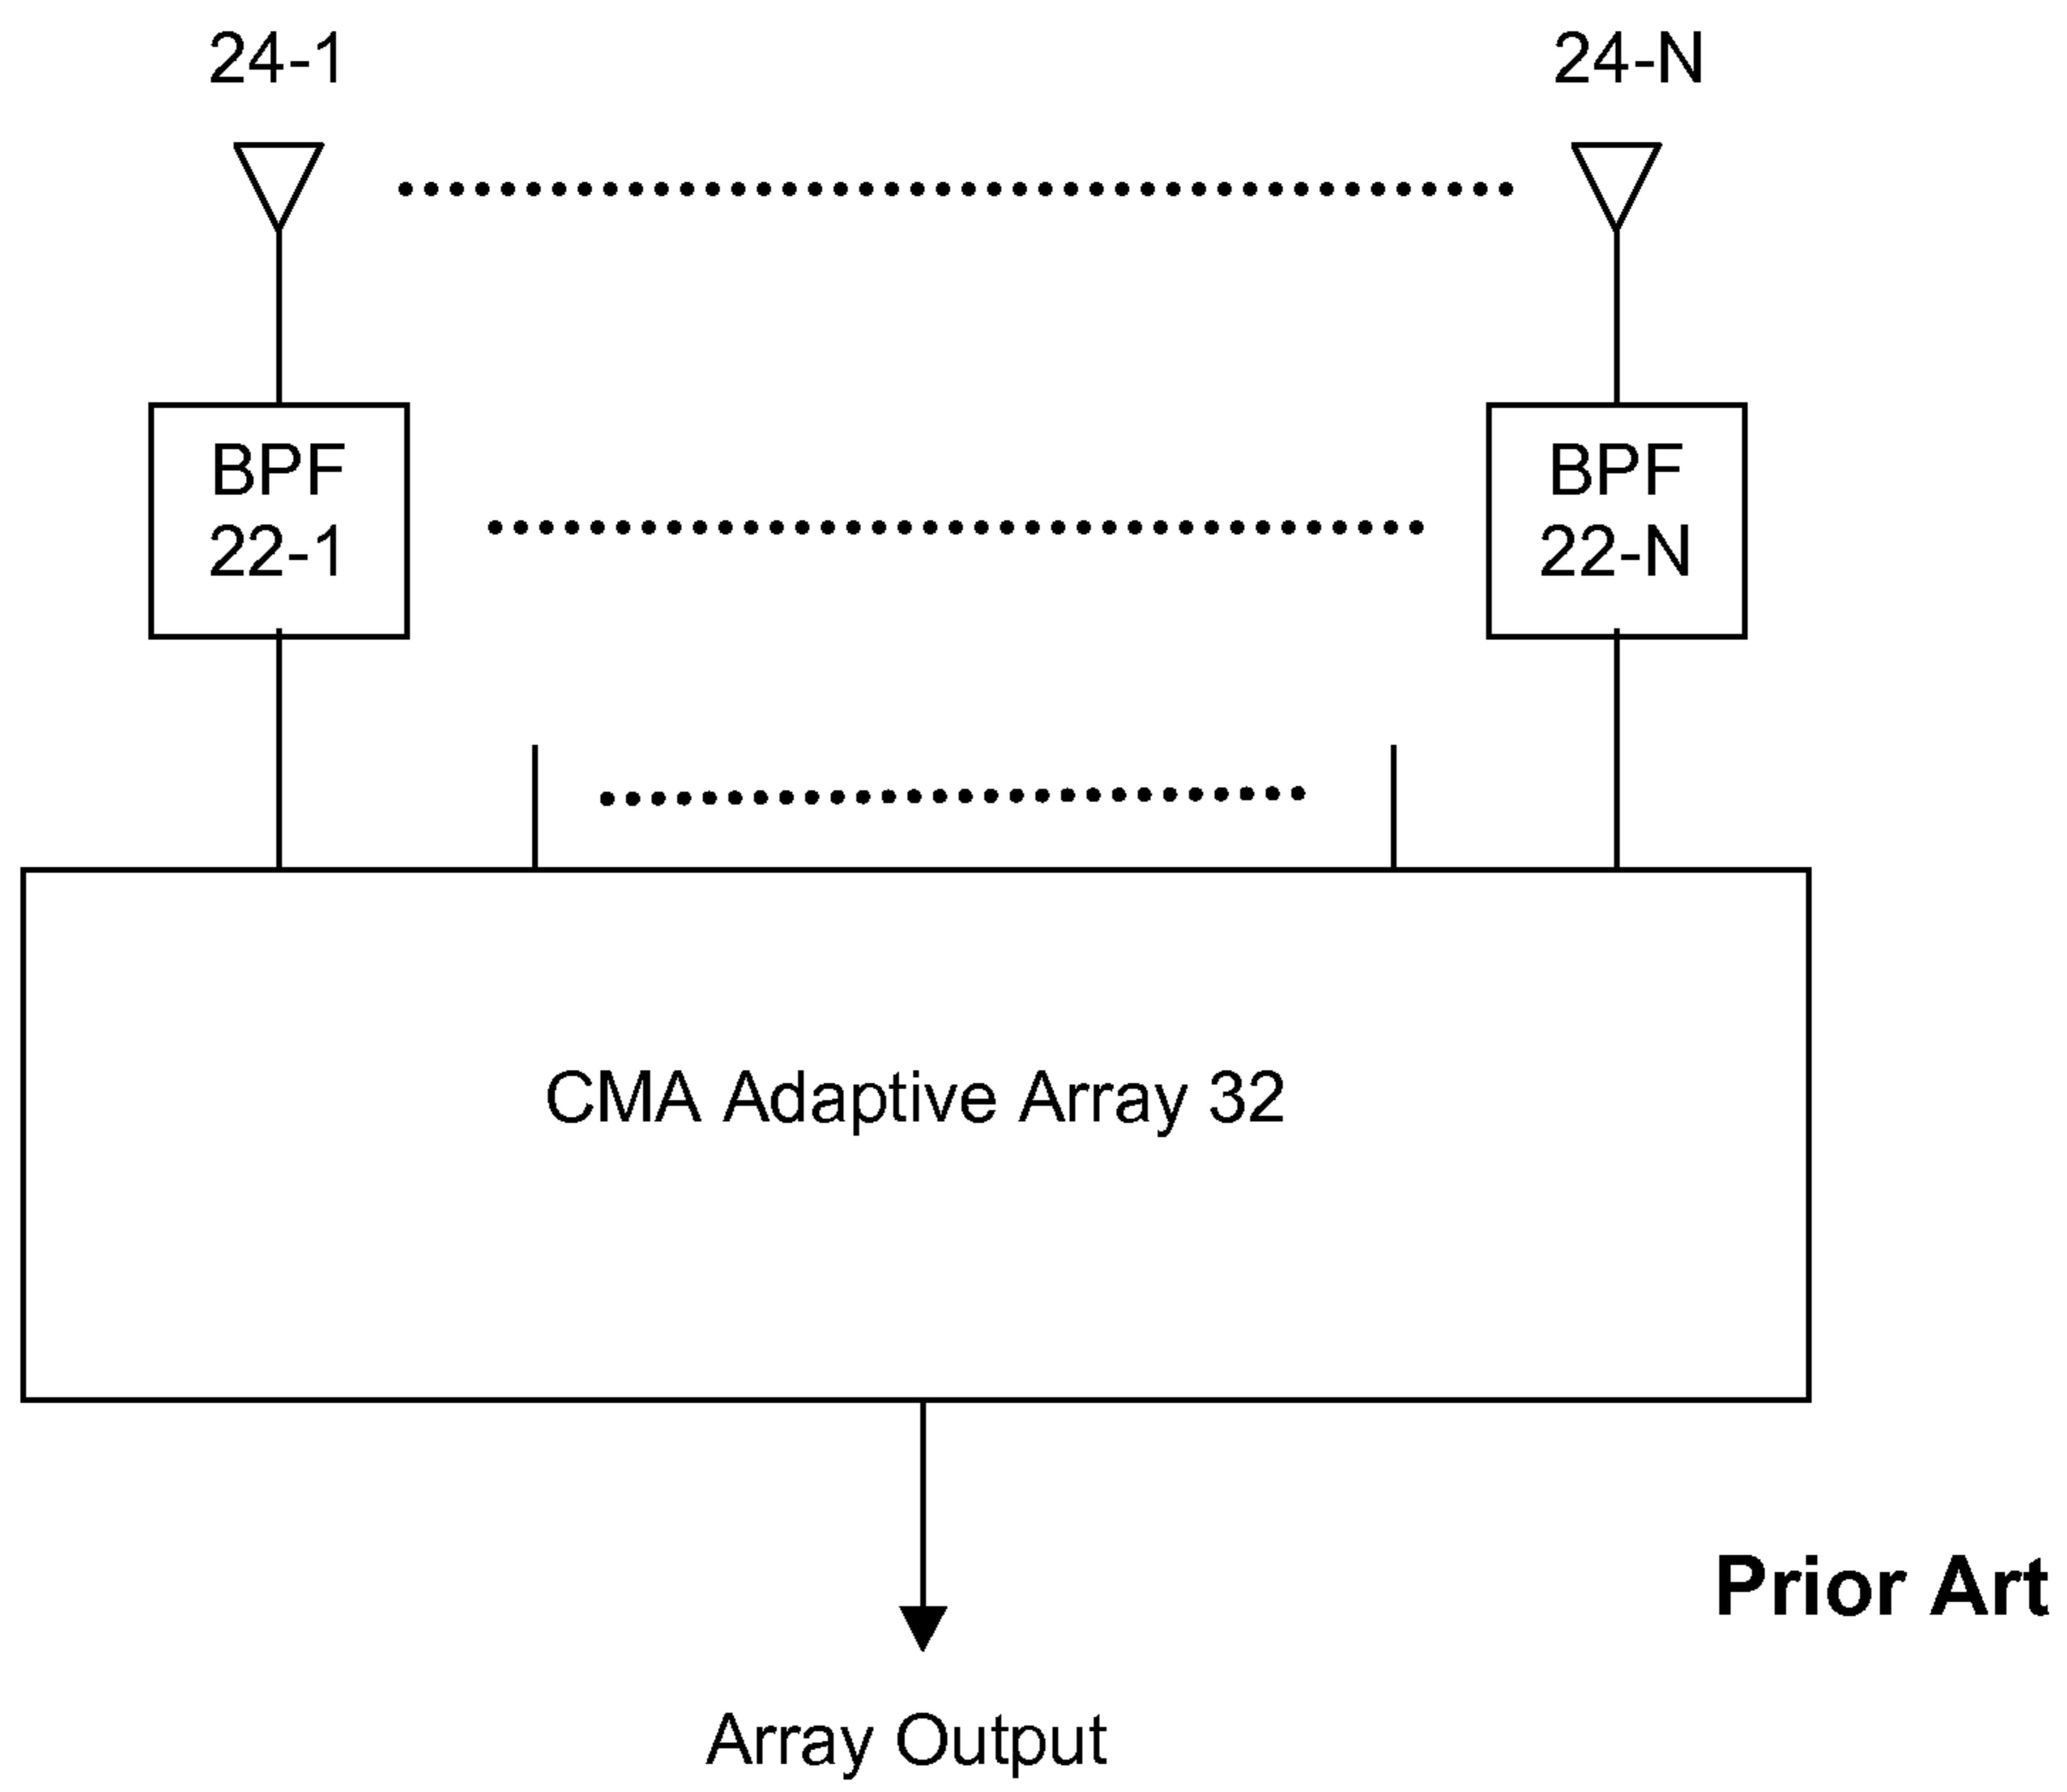 24-1
24-N
BPF
22-1
BPF
22-N
CMA Adaptive Array 32
Prior Art
Array Output